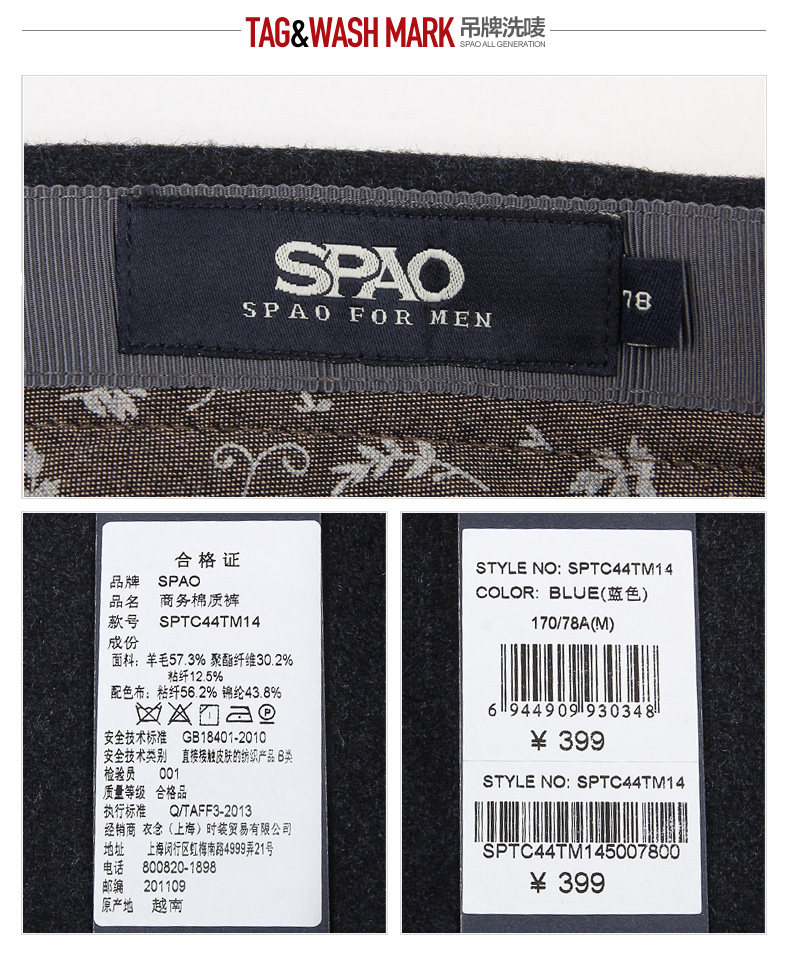 TAG&WASH MARK 吊牌洗唛
SPAO ALL GENERATION
SPAO
SPAO FOR MEN
78
合格证
品牌 SPAO
品名 商务棉质裤
款号 SPTC44TM14
成份
面料: 羊毛57.3% 聚酯纤维30.2%
粘纤12.5%
配色布: 粘纤56.2% 锦纶43.8%
安全技术标准 GB18401-2010
安全技术类别 直接接触皮肤的纺织产品 B类
检验员 001
质量等级 合格品
执行标准 Q/TAFF3-2013
经销商 衣念（上海）时装贸易有限公司
地址 上海闵行区虹梅南路4999弄21号
电话 800820-1898
邮编 201109
原产地 越南
STYLE NO: SPTC44TM14
COLOR: BLUE(蓝色)
170/78A(M)
6 944909 930348
¥ 399
STYLE NO: SPTC44TM14
SPTC44TM145007800
¥ 399